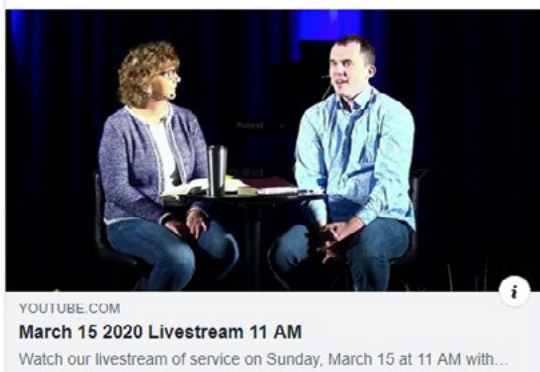 i
YOUTUBE.COM
March 15 2020 Livestream 11 AM
Watch our livestream of service on Sunday, March 15 at 11 AM with...